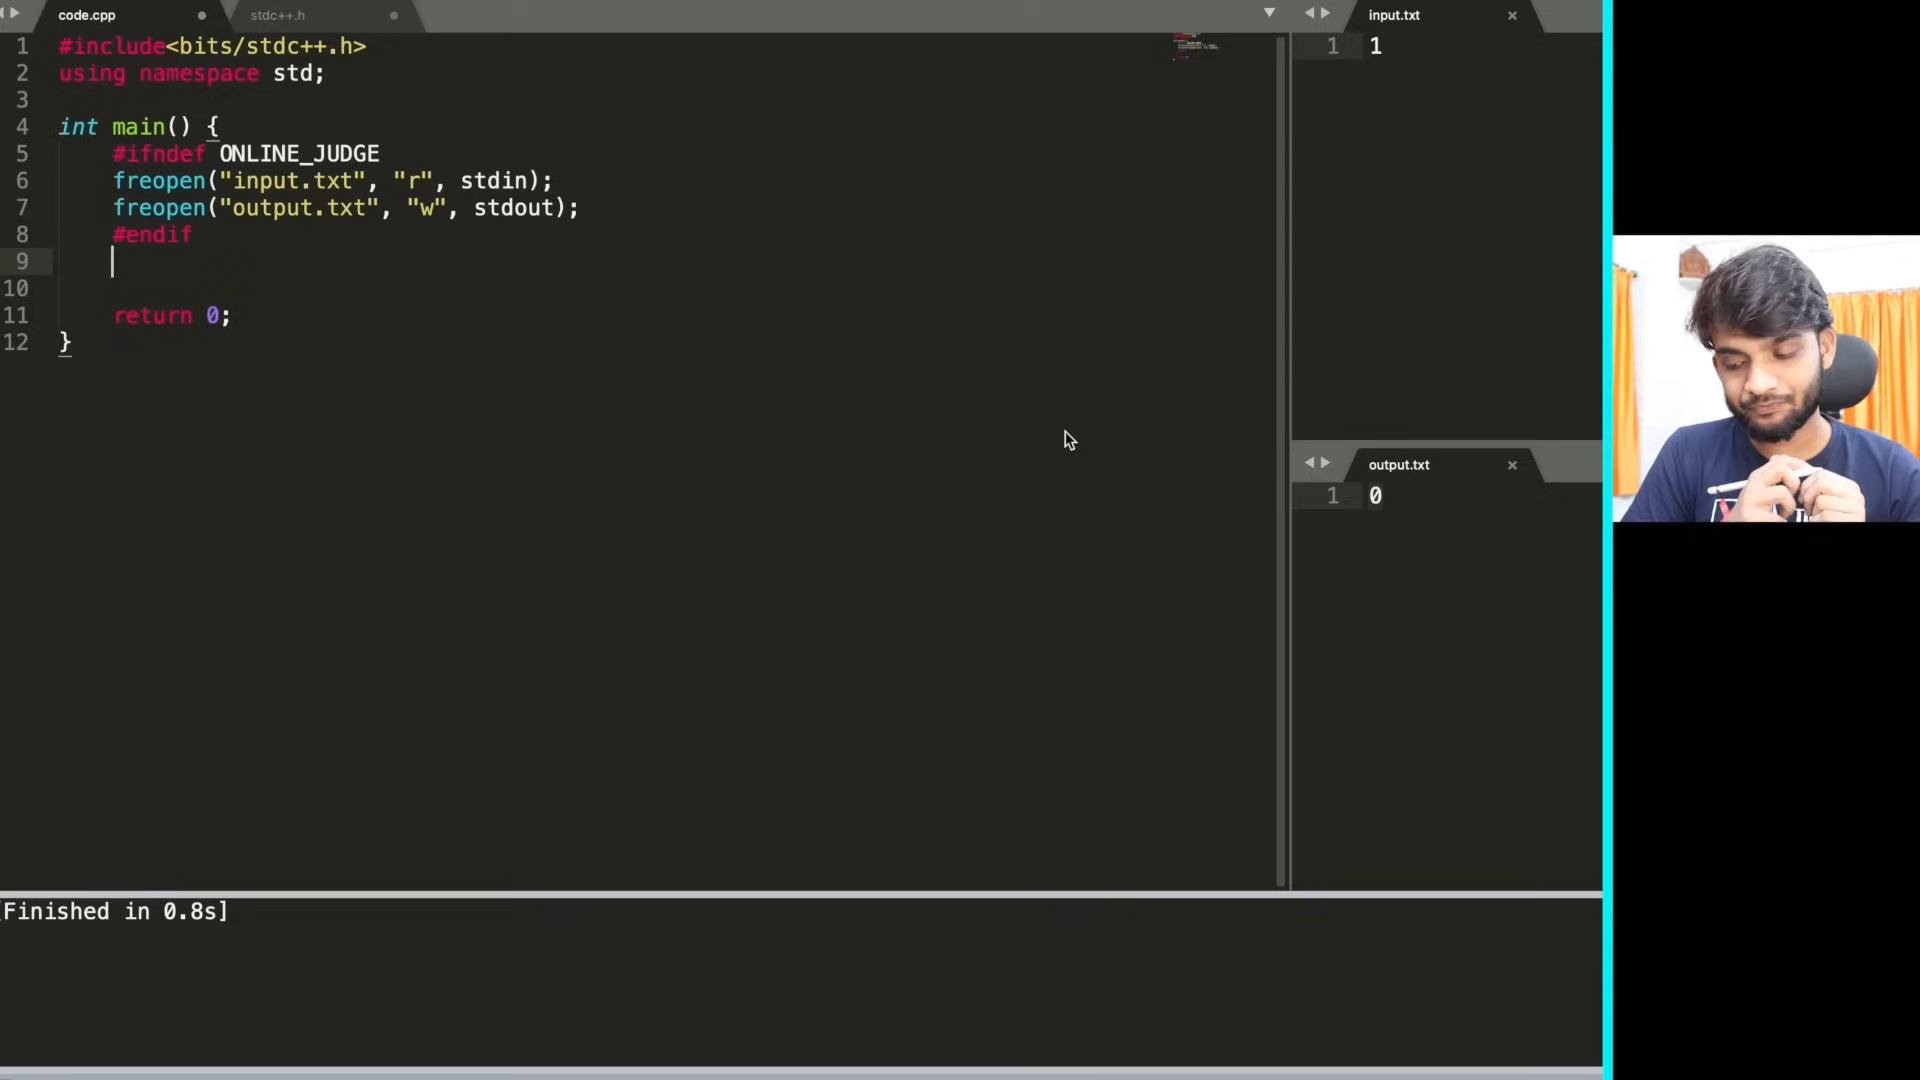 code.cpp
stdc++.h
1 #include<bits/stdc++.h>
2 using namespace std;
3
4 int main() {
5 #ifndef ONLINE_JUDGE
6 freopen("input.txt", "r", stdin);
7 freopen("output.txt", "w", stdout);
8 #endif
9
10
11 return 0;
12 }
input.txt
1 1
output.txt
1 0
[Finished in 0.8s]